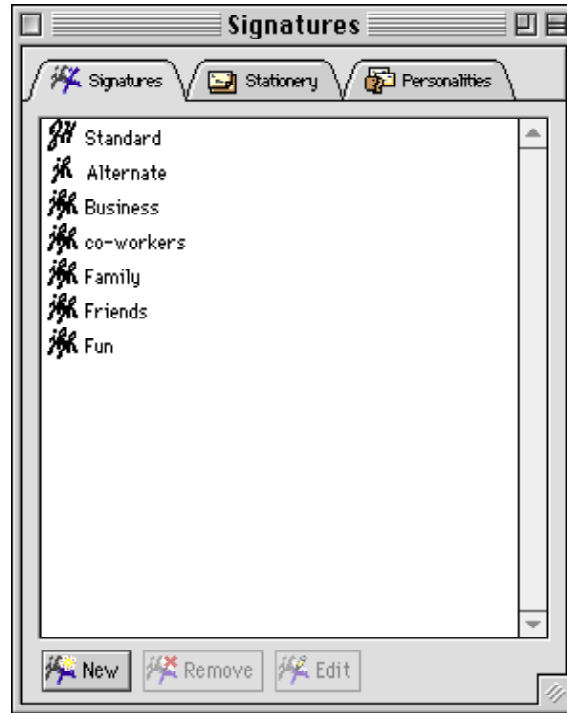 Signatures
Signatures Stationery Personalities
Standard
Alternate
Business
co-workers
Family
Friends
Fun
New Remove Edit